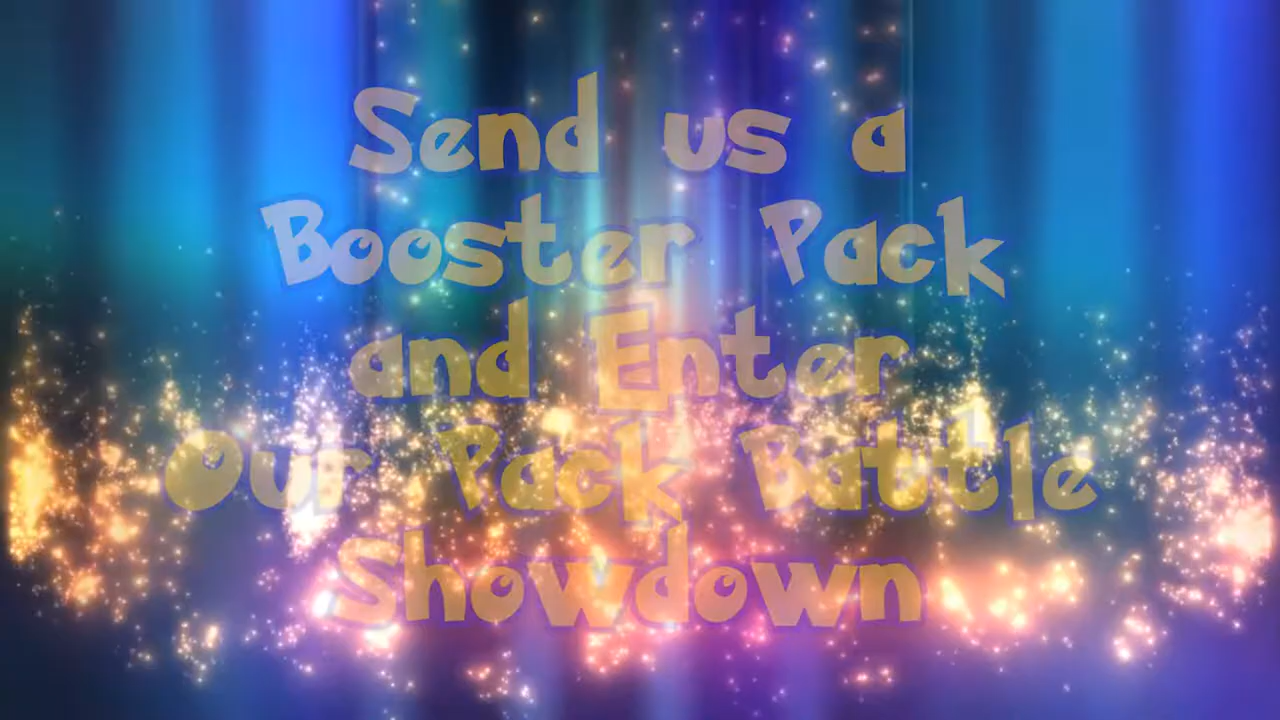 Send us a
Booster Pack
and Enter
Our Pack Battle
Showdown